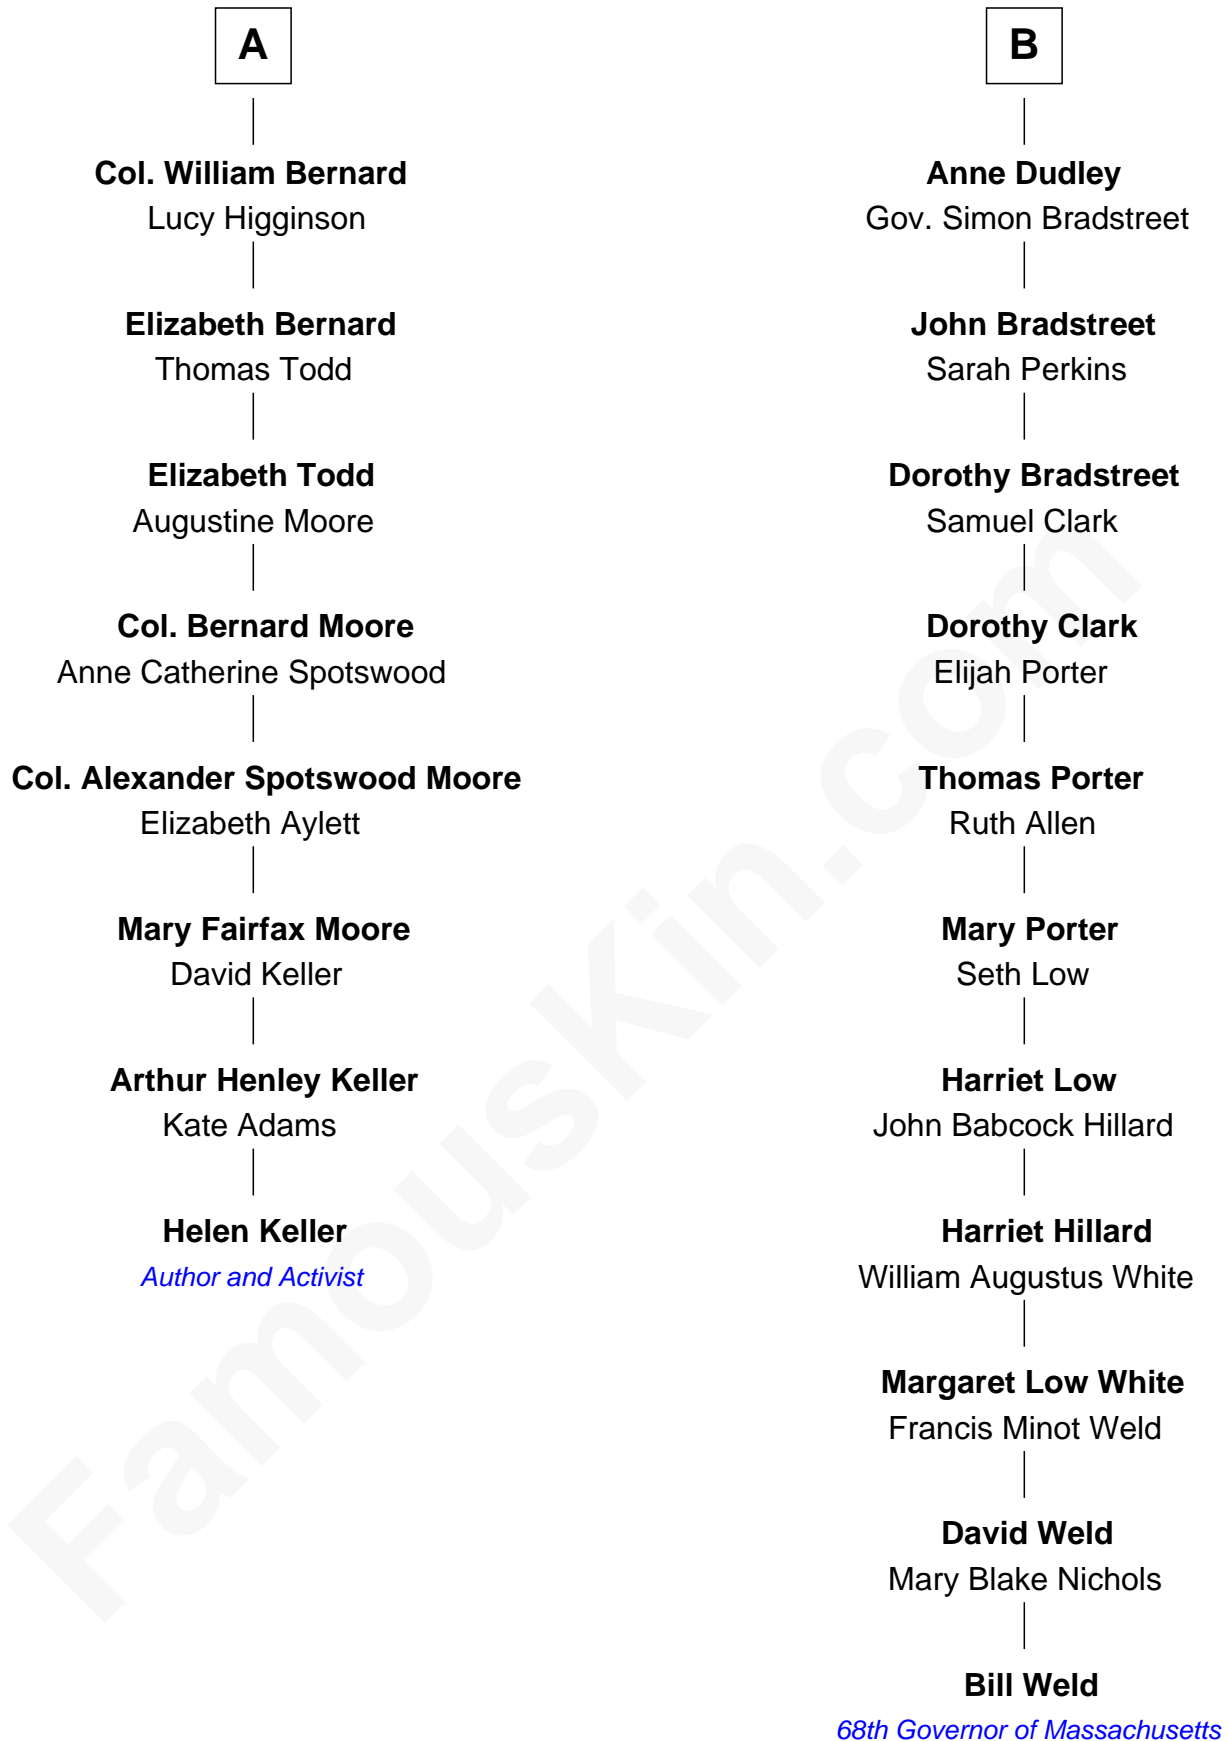 A
Col. William Bernard
Lucy Higginson
Elizabeth Bernard
Thomas Todd
Elizabeth Todd
Augustine Moore
Col. Bernard Moore
Anne Catherine Spotswood
Col. Alexander Spotswood Moore
Elizabeth Aylett
Mary Fairfax Moore
David Keller
Arthur Henley Keller
Kate Adams
Helen Keller
Author and Activist
B
Anne Dudley
Gov. Simon Bradstreet
John Bradstreet
Sarah Perkins
Dorothy Bradstreet
Samuel Clark
Dorothy Clark
Elijah Porter
Thomas Porter
Ruth Allen
Mary Porter
Seth Low
Harriet Low
John Babcock Hillard
Harriet Hillard
William Augustus White
Margaret Low White
Francis Minot Weld
David Weld
Mary Blake Nichols
Bill Weld
68th Governor of Massachusetts
FamousKin.com